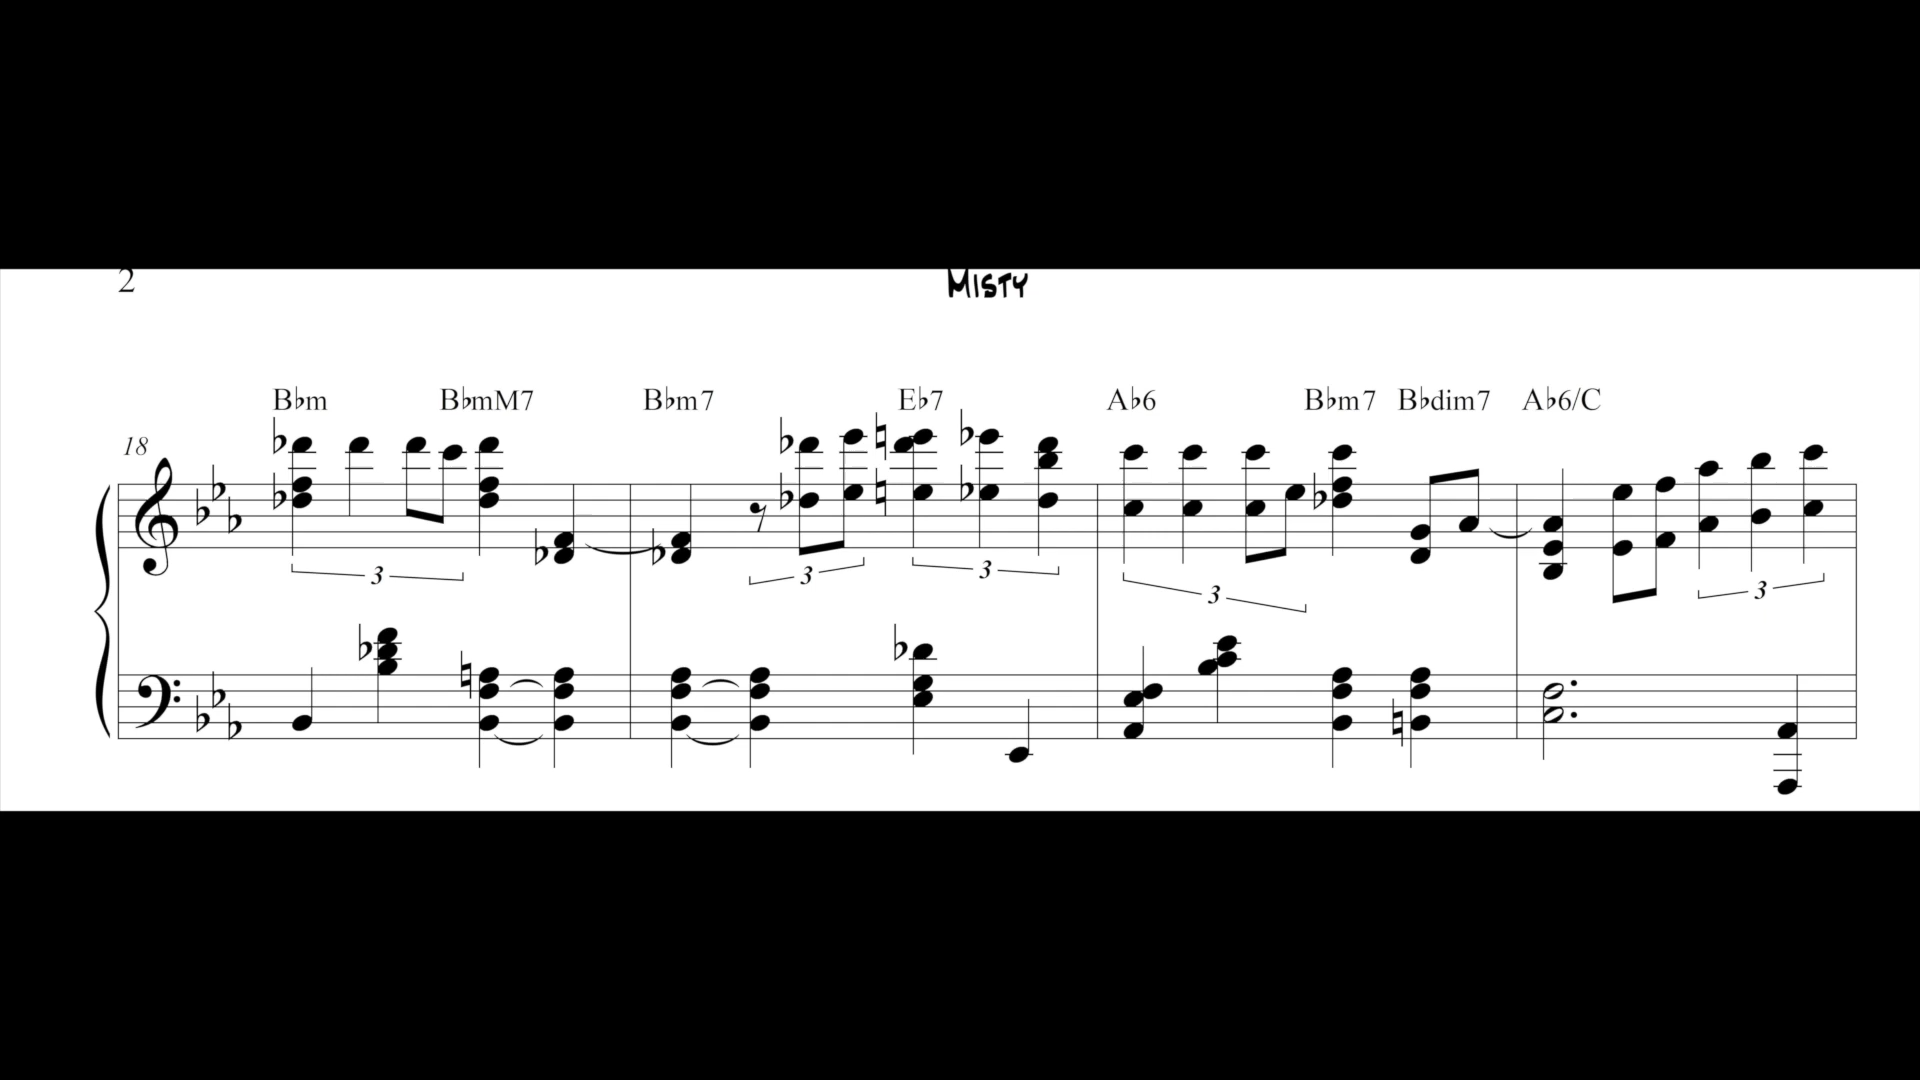 2
Misty
B♭m B♭mM7 B♭m7 E♭7 A♭6 B♭m7 B♭dim7 A♭6/C
18
3 3 3 3 3